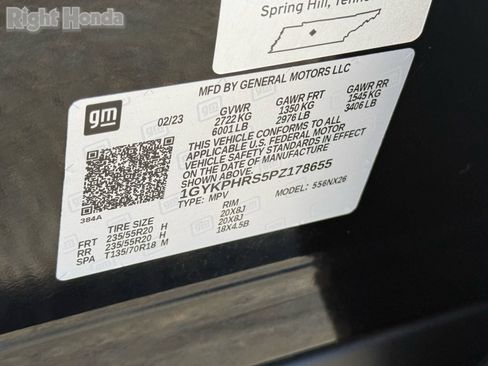 Right Honda
Spring Hill,
MFD BY GENERAL MOTORS LLC
gm
02/23
GVWR GAWR FRT GAWR RR
2722 KG 1350 KG 1545 KG
6001 LB 2976 LB 3406 LB
THIS VEHICLE CONFORMS TO ALL
APPLICABLE U.S. FEDERAL MOTOR
VEHICLE SAFETY STANDARDS IN EFFECT
ON THE DATE OF MANUFACTURE
1GYKPHRS5PZ178655
TYPE: MPV MODEL: 556NX26
384A
TIRE SIZE RIM
FRT 235/55R20 H 20X8J
RR 235/55R20 H 20X8J
SPA T135/70R18 M 18X4.5B